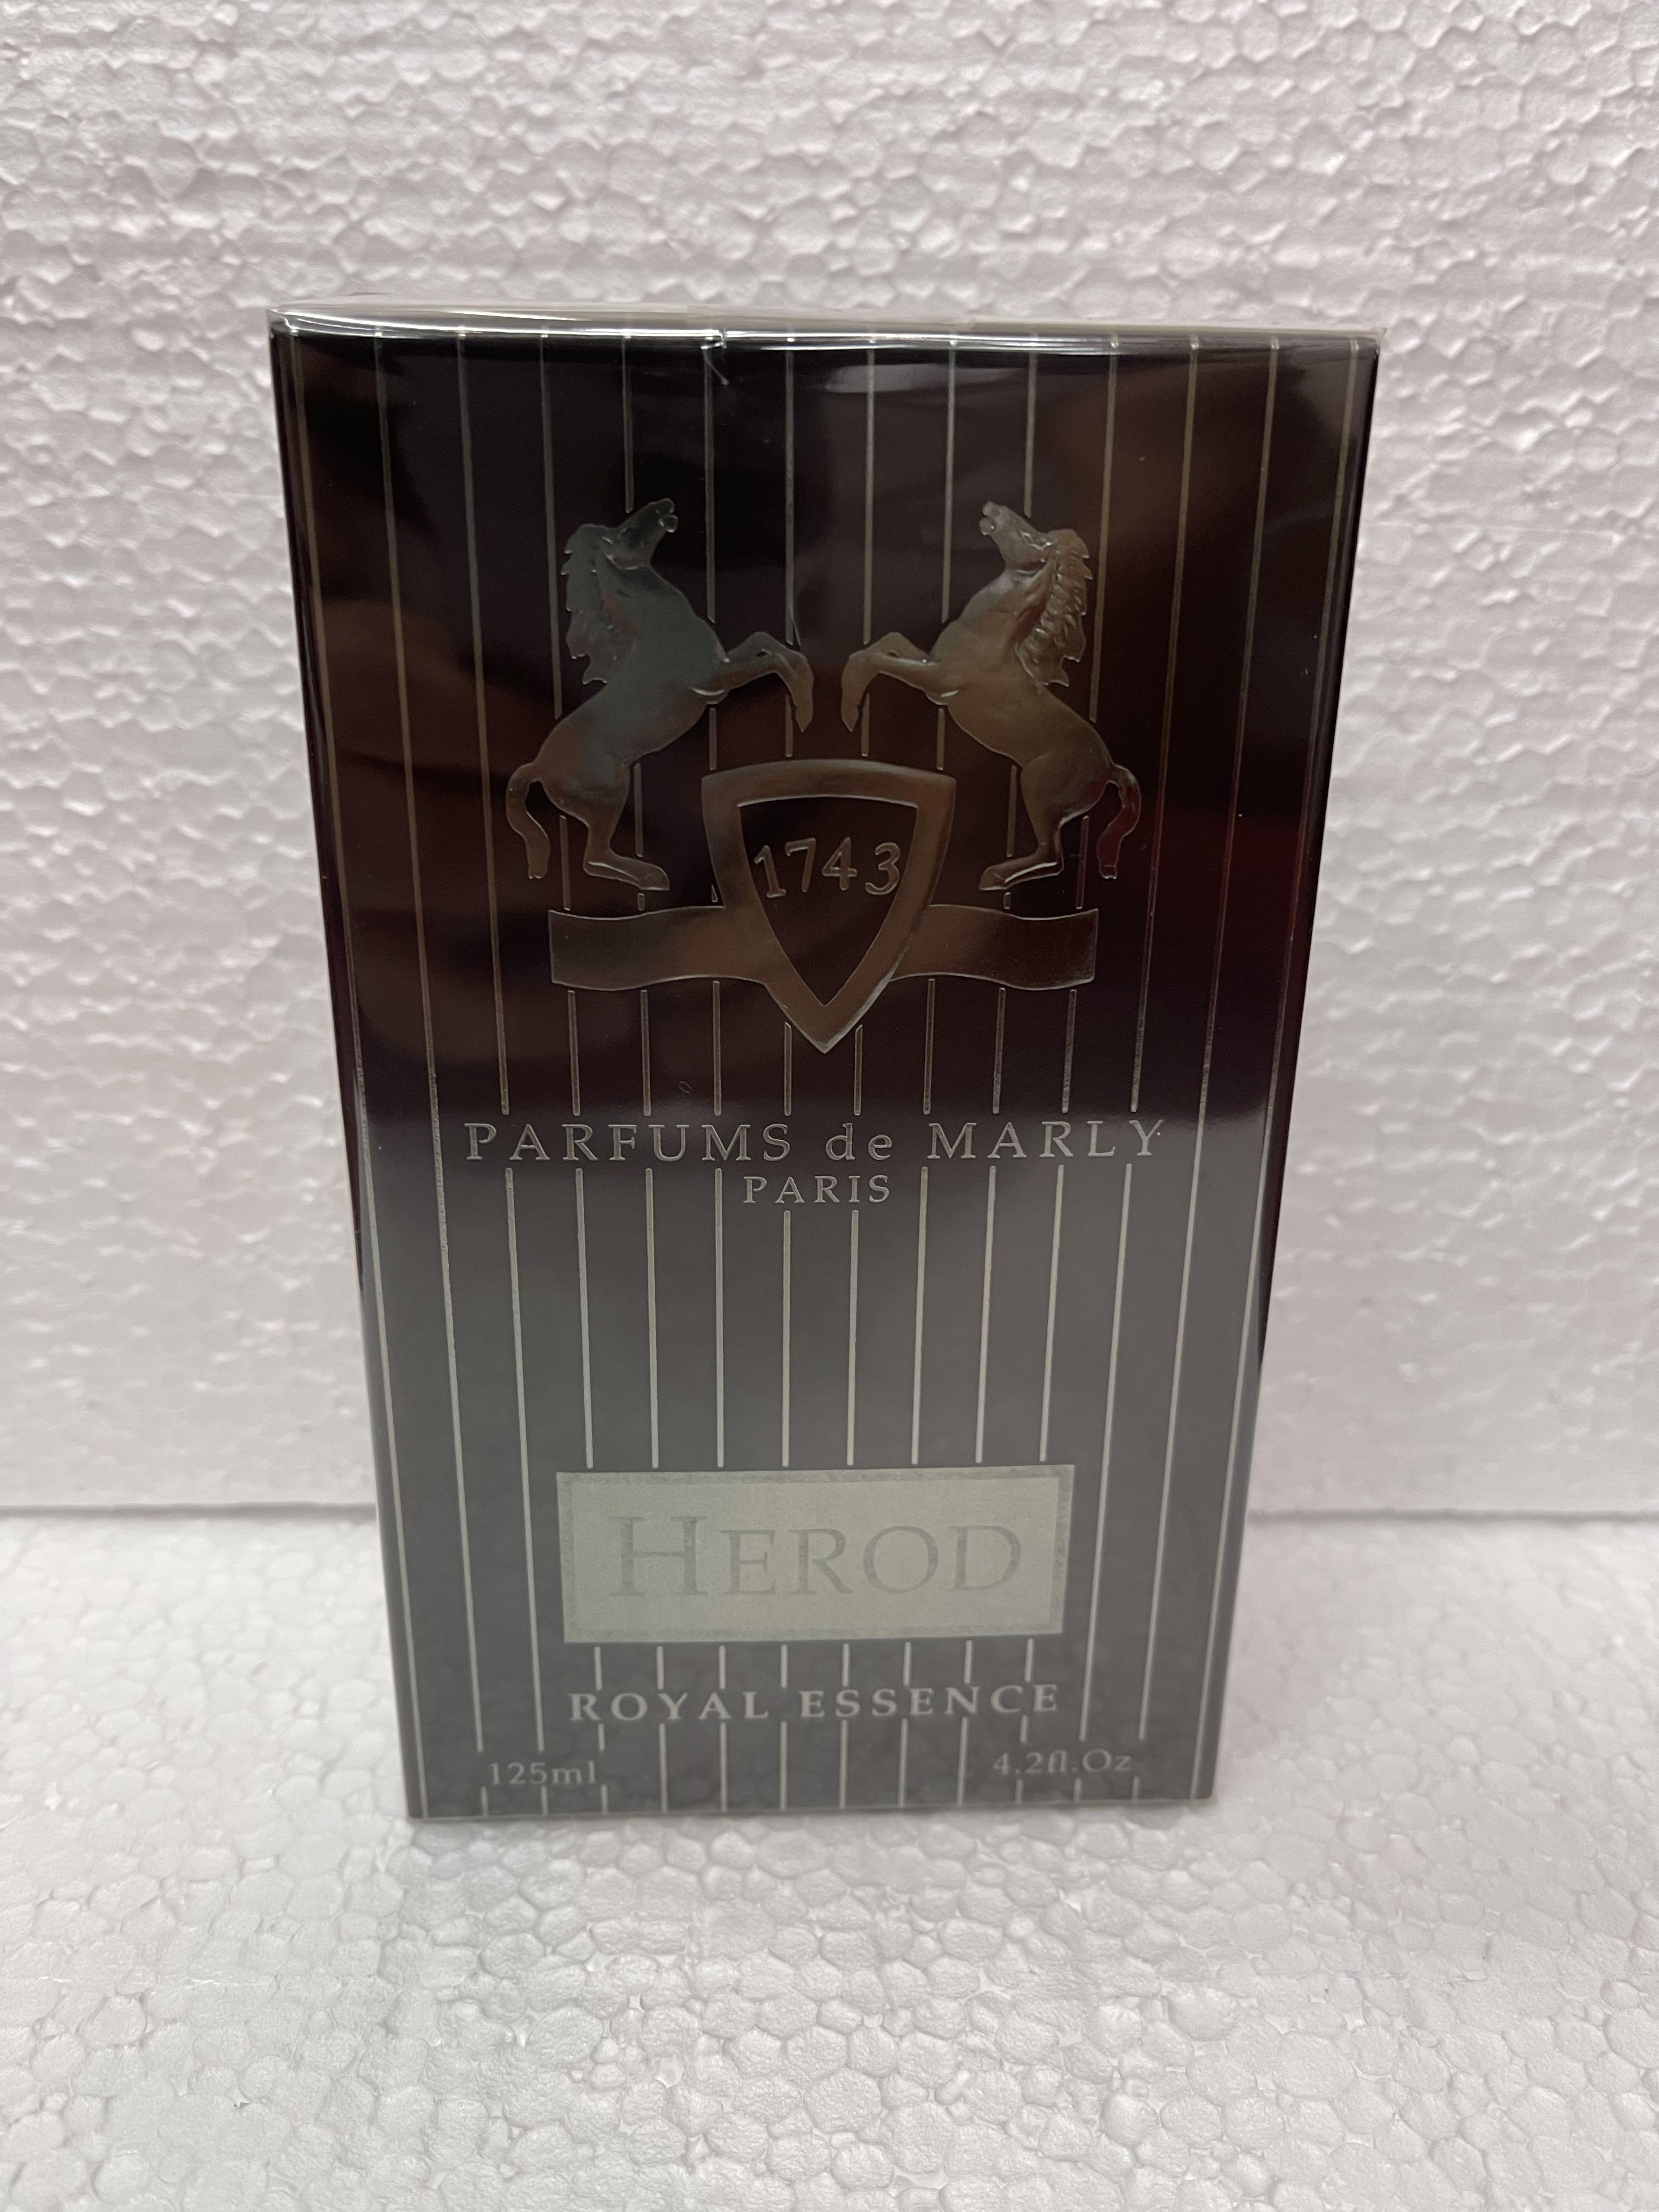 1743
PARFUMS de MARLY
PARIS
HEROD
ROYAL ESSENCE
125ml 4.2fl.Oz